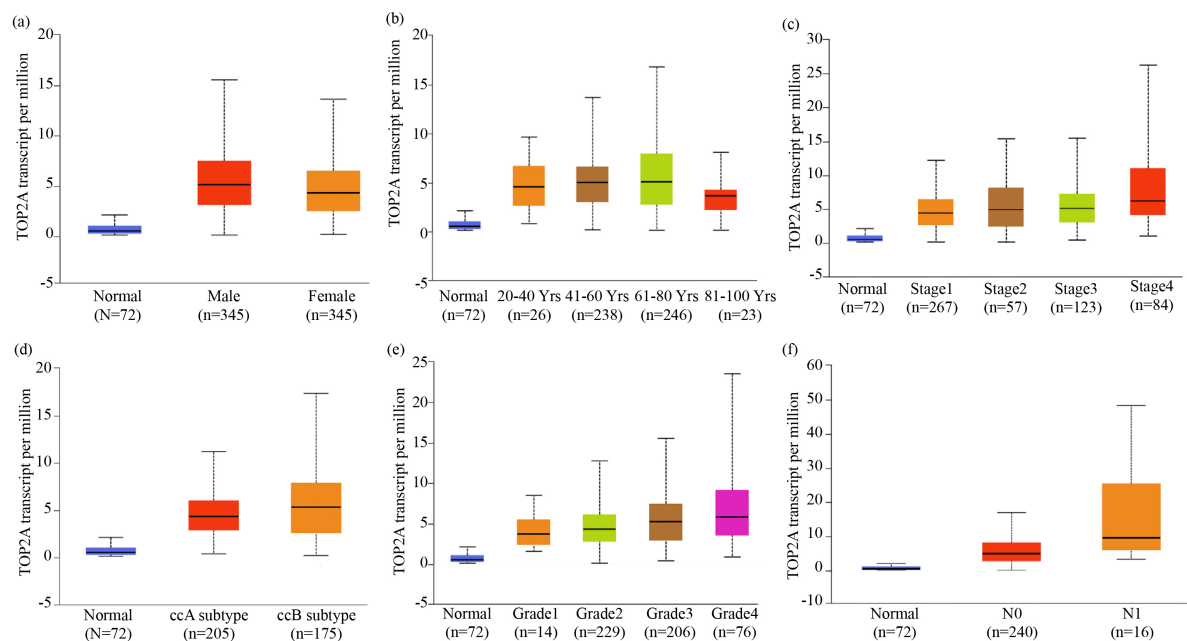 (a)
TOP2A transcript per million
20
15
10
5
0
-5
Normal Male Female
(N=72) (n=345) (n=345)
(b)
TOP2A transcript per million
20
15
10
5
0
-5
Normal 20-40 Yrs 41-60 Yrs 61-80 Yrs 81-100 Yrs
(n=72) (n=26) (n=238) (n=246) (n=23)
(c)
TOP2A transcript per million
30
25
20
15
10
5
0
-5
Normal Stage1 Stage2 Stage3 Stage4
(n=72) (n=267) (n=57) (n=123) (n=84)
(d)
TOP2A transcript per million
20
15
10
5
0
-5
Normal ccA subtype ccB subtype
(N=72) (n=205) (n=175)
(e)
TOP2A transcript per million
25
20
15
10
5
0
-5
Normal Grade1 Grade2 Grade3 Grade4
(n=72) (n=14) (n=229) (n=206) (n=76)
(f)
TOP2A transcript per million
60
50
40
30
20
10
0
-10
Normal N0 N1
(n=72) (n=240) (n=16)